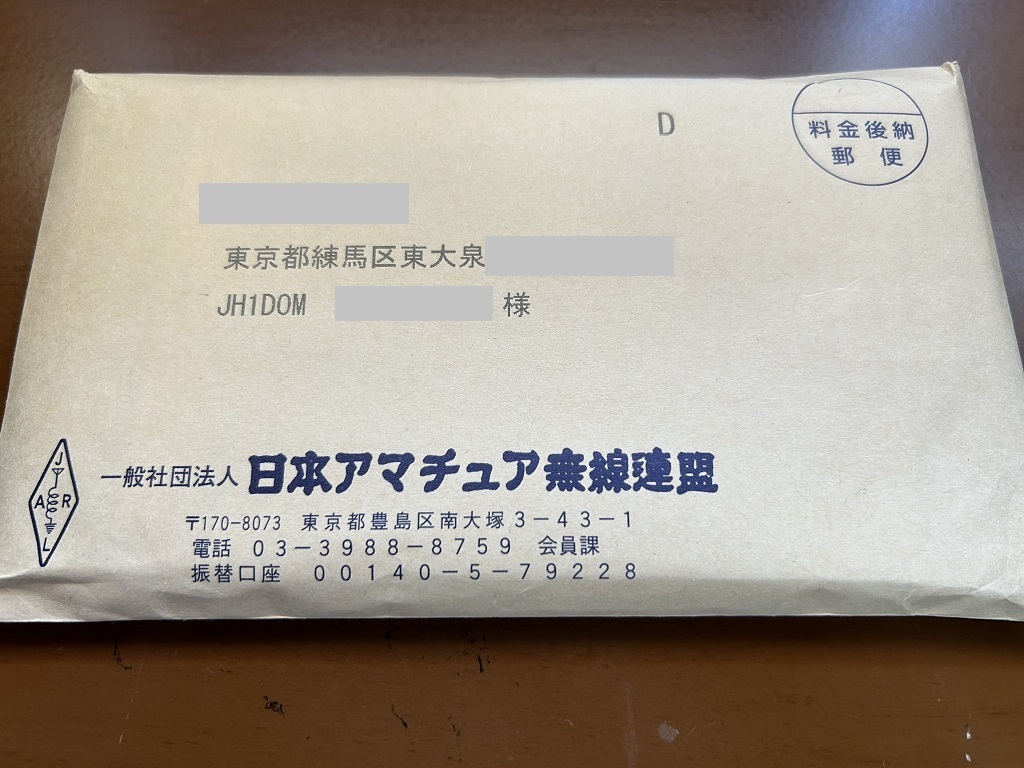 D
料金後納
郵便
東京都練馬区東大泉
JH1DOM 様
J
A R
L
一般社団法人 日本アマチュア無線連盟
〒170-8073 東京都豊島区南大塚3-43-1
電話 03-3988-8759 会員課
振替口座 00140-5-79228